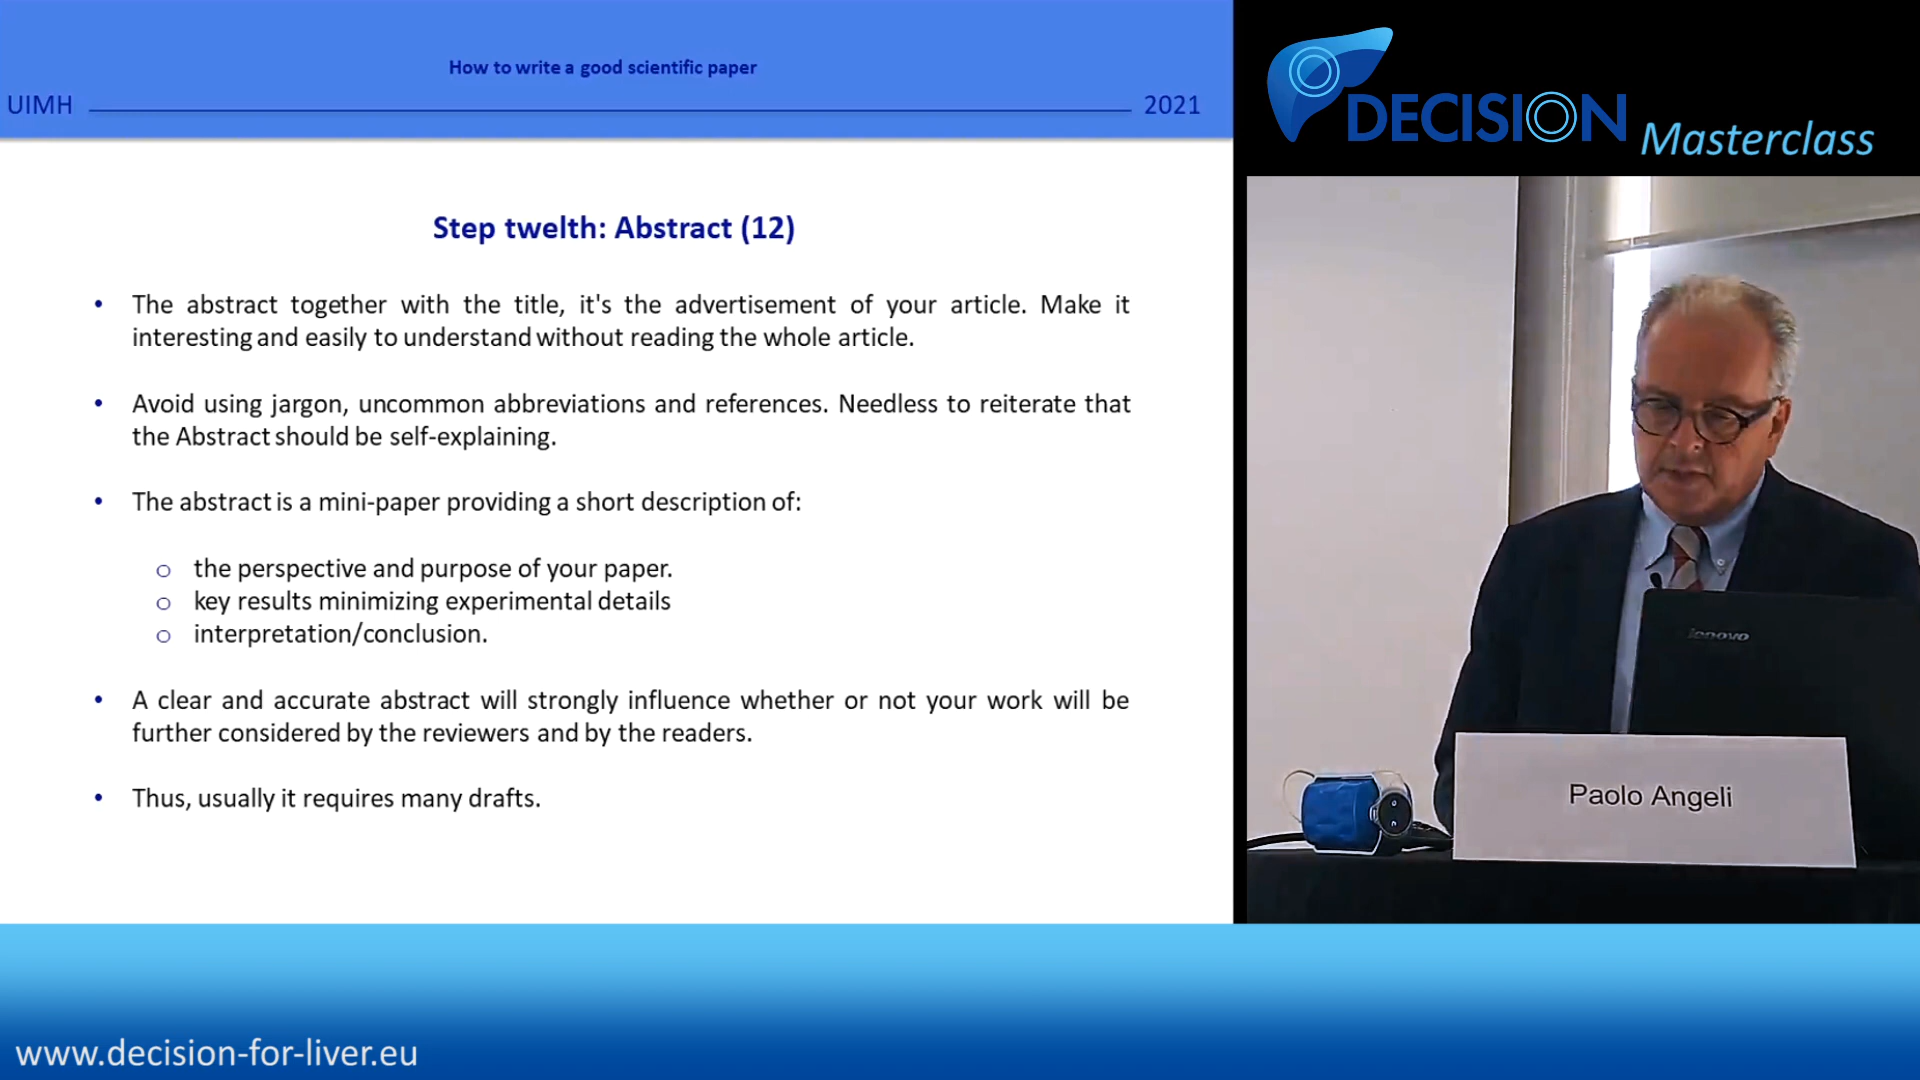 How to write a good scientific paper
UIMH
2021
Step twelth: Abstract (12)
• The abstract together with the title, it's the advertisement of your article. Make it
interesting and easily to understand without reading the whole article.
• Avoid using jargon, uncommon abbreviations and references. Needless to reiterate that
the Abstract should be self-explaining.
• The abstract is a mini-paper providing a short description of:
o the perspective and purpose of your paper.
o key results minimizing experimental details
o interpretation/conclusion.
• A clear and accurate abstract will strongly influence whether or not your work will be
further considered by the reviewers and by the readers.
• Thus, usually it requires many drafts.
DECISION
Masterclass
lenovo
Paolo Angeli
www.decision-for-liver.eu